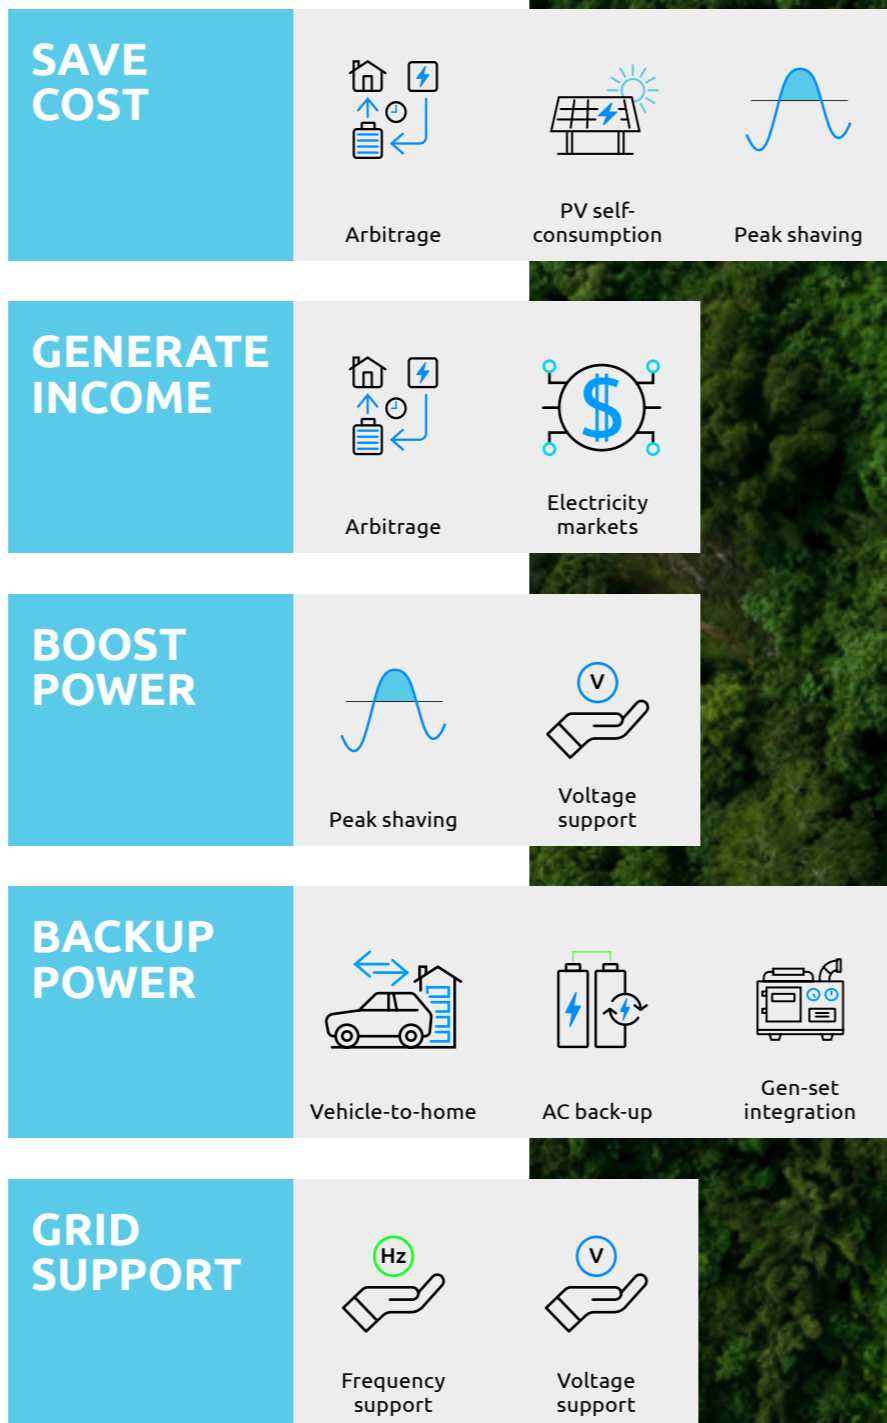 SAVE
COST
Arbitrage
PV self-
consumption
Peak shaving
GENERATE
INCOME
Arbitrage
$
Electricity
markets
BOOST
POWER
Peak shaving
V
Voltage
support
BACKUP
POWER
Vehicle-to-home
AC back-up
Gen-set
integration
GRID
SUPPORT
Hz
Frequency
support
V
Voltage
support